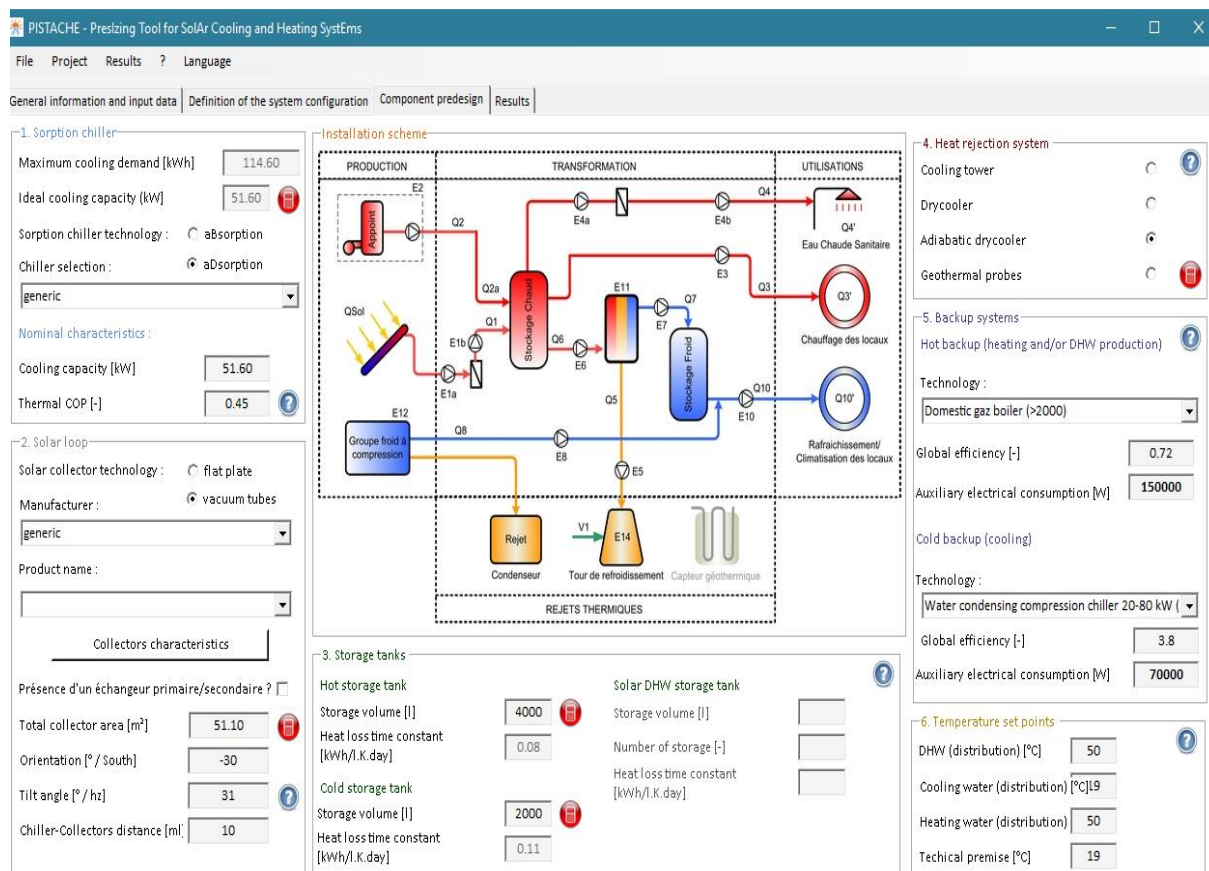 PISTACHE - PresIzing Tool for SolAr Cooling and Heating SystEms
File Project Results ? Language
General information and input data Definition of the system configuration Component predesign Results
1. Sorption chiller
Maximum cooling demand [kWh] 114.60
Ideal cooling capacity (kW] 51.60
Sorption chiller technology : aBsorption
Chiller selection : aDsorption
generic
Nominal characteristics :
Cooling capacity [kW] 51.60
Thermal COP [-] 0.45
2. Solar loop
Solar collector technology : flat plate
Manufacturer : vacuum tubes
generic
Product name :
Collectors characteristics
Présence d'un échangeur primaire/secondaire ?
Total collector area [m²] 51.10
Orientation [° / South] -30
Tilt angle [° / hz] 31
Chiller-Collectors distance [ml] 10
Installation scheme
PRODUCTION TRANSFORMATION UTILISATIONS
E2
Appoint
Q2
Q2a
QSol
Q1
E1b
E1a
Stockage Chaud
E4a
E4b
Q4
Q4'
Eau Chaude Sanitaire
E3
Q3
Q3'
Chauffage des locaux
Q6
E6
E11
Q7
E7
Stockage Froid
Q5
Q10
E10
Q10'
Rafraichissement/
Climatisation des locaux
E12
Groupe froid à
compression
Q8
E8
E5
Rejet
Condenseur
V1
E14
Tour de refroidissement
Capteur géothermique
REJETS THERMIQUES
3. Storage tanks
Hot storage tank
Storage volume [l] 4000
Heat loss time constant
[kWh/l.K.day] 0.08
Cold storage tank
Storage volume [l] 2000
Heat loss time constant
[kWh/l.K.day] 0.11
Solar DHW storage tank
Storage volume [l]
Number of storage [-]
Heat loss time constant
[kWh/l.K.day]
4. Heat rejection system
Cooling tower
Drycooler
Adiabatic drycooler
Geothermal probes
5. Backup systems
Hot backup (heating and/or DHW production)
Technology :
Domestic gaz boiler (>2000)
Global efficiency [-] 0.72
Auxiliary electrical consumption [W] 150000
Cold backup (cooling)
Technology :
Water condensing compression chiller 20-80 kW (
Global efficiency [-] 3.8
Auxiliary electrical consumption [W] 70000
6. Temperature set points
DHW (distribution) [°C] 50
Cooling water (distribution) [°C] 19
Heating water (distribution) 50
Techical premise [°C] 19